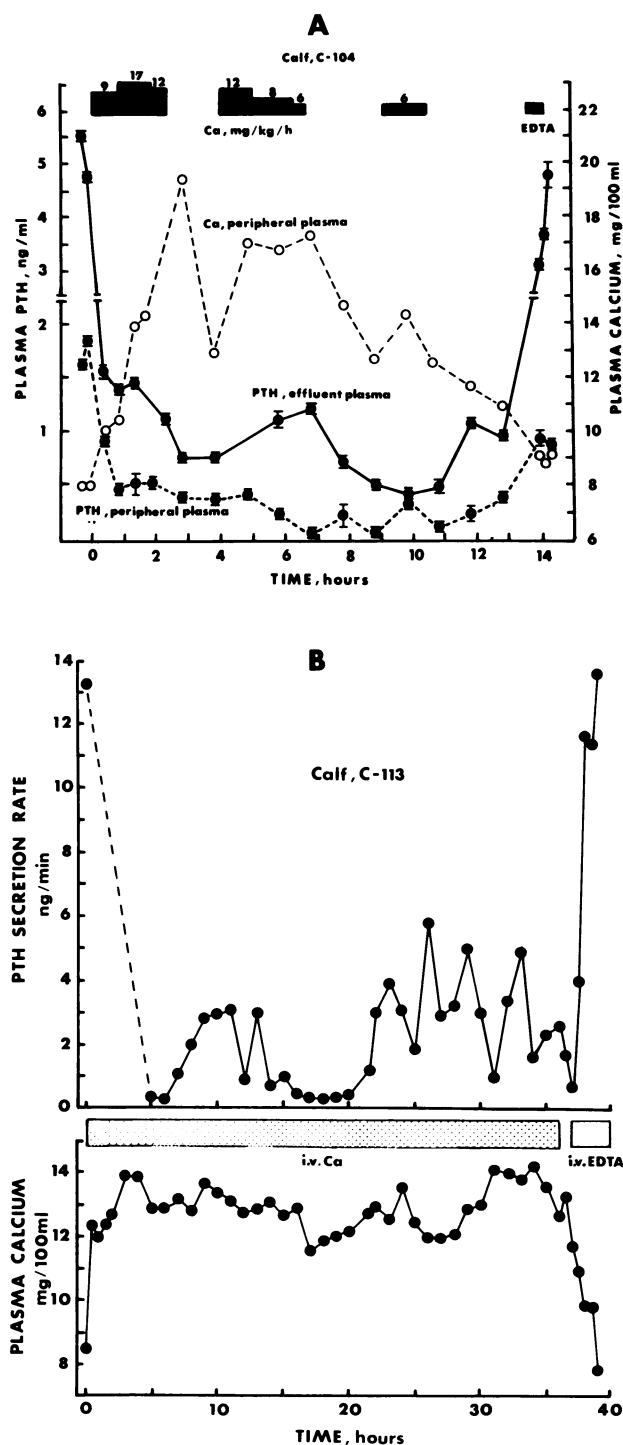 A
Calf, C-104
9 17 12 12 8 6 6
Ca, mg/kg/h
EDTA
PLASMA PTH, ng/ml
6
5
4
3
2
1
Ca, peripheral plasma
PTH, effluent plasma
PTH, peripheral plasma
PLASMA CALCIUM, mg/100ml
22
20
18
16
14
12
10
8
6
0 2 4 6 8 10 12 14
TIME, hours
B
Calf, C-113
PTH SECRETION RATE
ng/min
14
12
10
8
6
4
2
0
i.v. Ca
i.v. EDTA
PLASMA CALCIUM
mg/100ml
14
12
10
8
0 10 20 30 40
TIME, hours